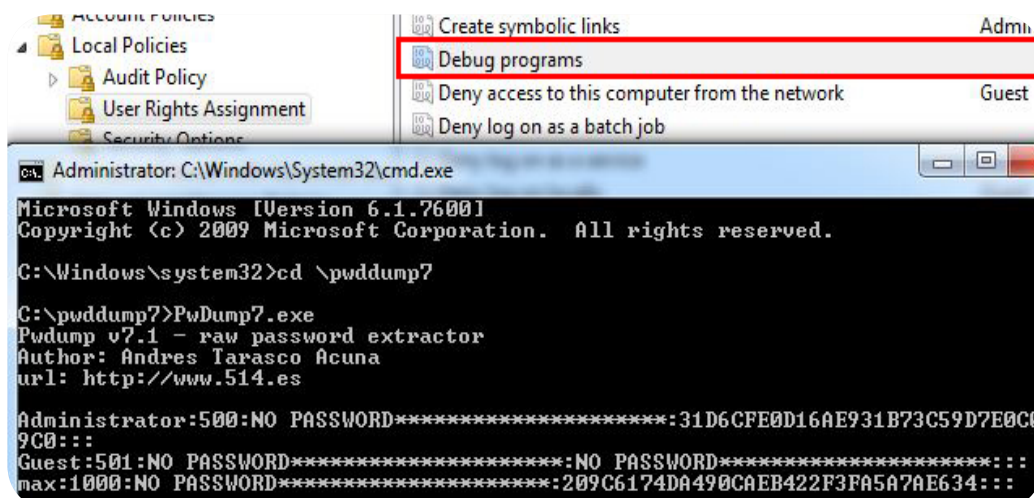 Account Policies
Create symbolic links
Local Policies
Debug programs
Audit Policy
Deny access to this computer from the network Guest
User Rights Assignment
Deny log on as a batch job
Security Options
Administrator: C:\Windows\System32\cmd.exe
Microsoft Windows [Version 6.1.7600]
Copyright (c) 2009 Microsoft Corporation.  All rights reserved.
C:\Windows\system32>cd \pwddump7
C:\pwddump7>PwDump7.exe
Pwdump v7.1 - raw password extractor
Author: Andres Tarasco Acuna
url: http://www.514.es
Administrator:500:NO PASSWORD*********************:31D6CFE0D16AE931B73C59D7E0C0
9C0:::
Guest:501:NO PASSWORD*********************:NO PASSWORD*********************:::
max:1000:NO PASSWORD*********************:209C6174DA490CAEB422F3FA5A7AE634:::